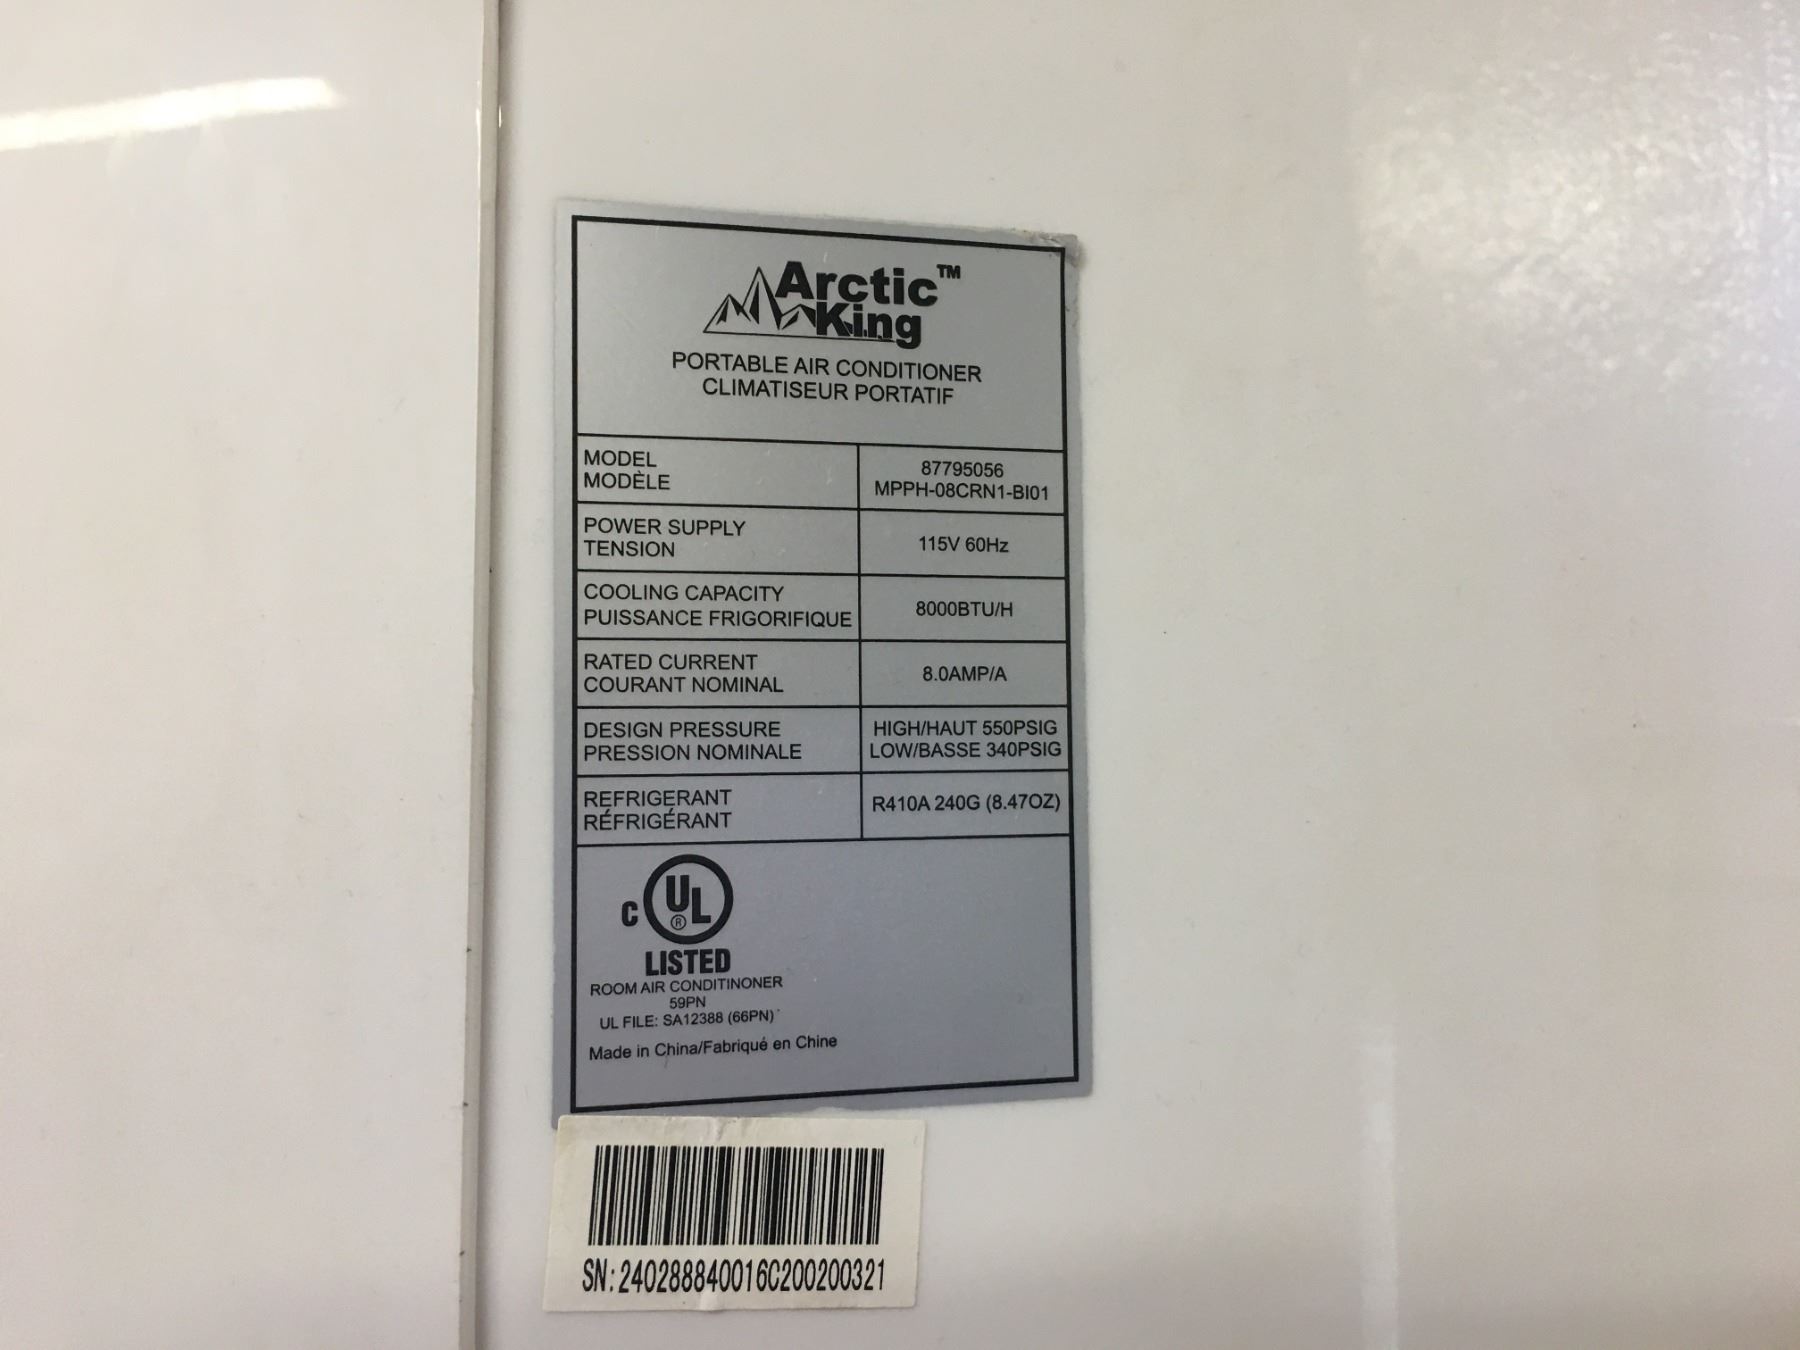 Arctic™
King
PORTABLE AIR CONDITIONER
CLIMATISEUR PORTATIF
MODEL
MODÈLE
87795056
MPPH-08CRN1-BI01
POWER SUPPLY
TENSION
115V 60Hz
COOLING CAPACITY
PUISSANCE FRIGORIFIQUE
8000BTU/H
RATED CURRENT
COURANT NOMINAL
8.0AMP/A
DESIGN PRESSURE
PRESSION NOMINALE
HIGH/HAUT 550PSIG
LOW/BASSE 340PSIG
REFRIGERANT
RÉFRIGÉRANT
R410A 240G (8.47OZ)
C UL ®
LISTED
ROOM AIR CONDITINONER
59PN
UL FILE: SA12388 (66PN)
Made in China/Fabriqué en Chine
SN:240288840016C200200321